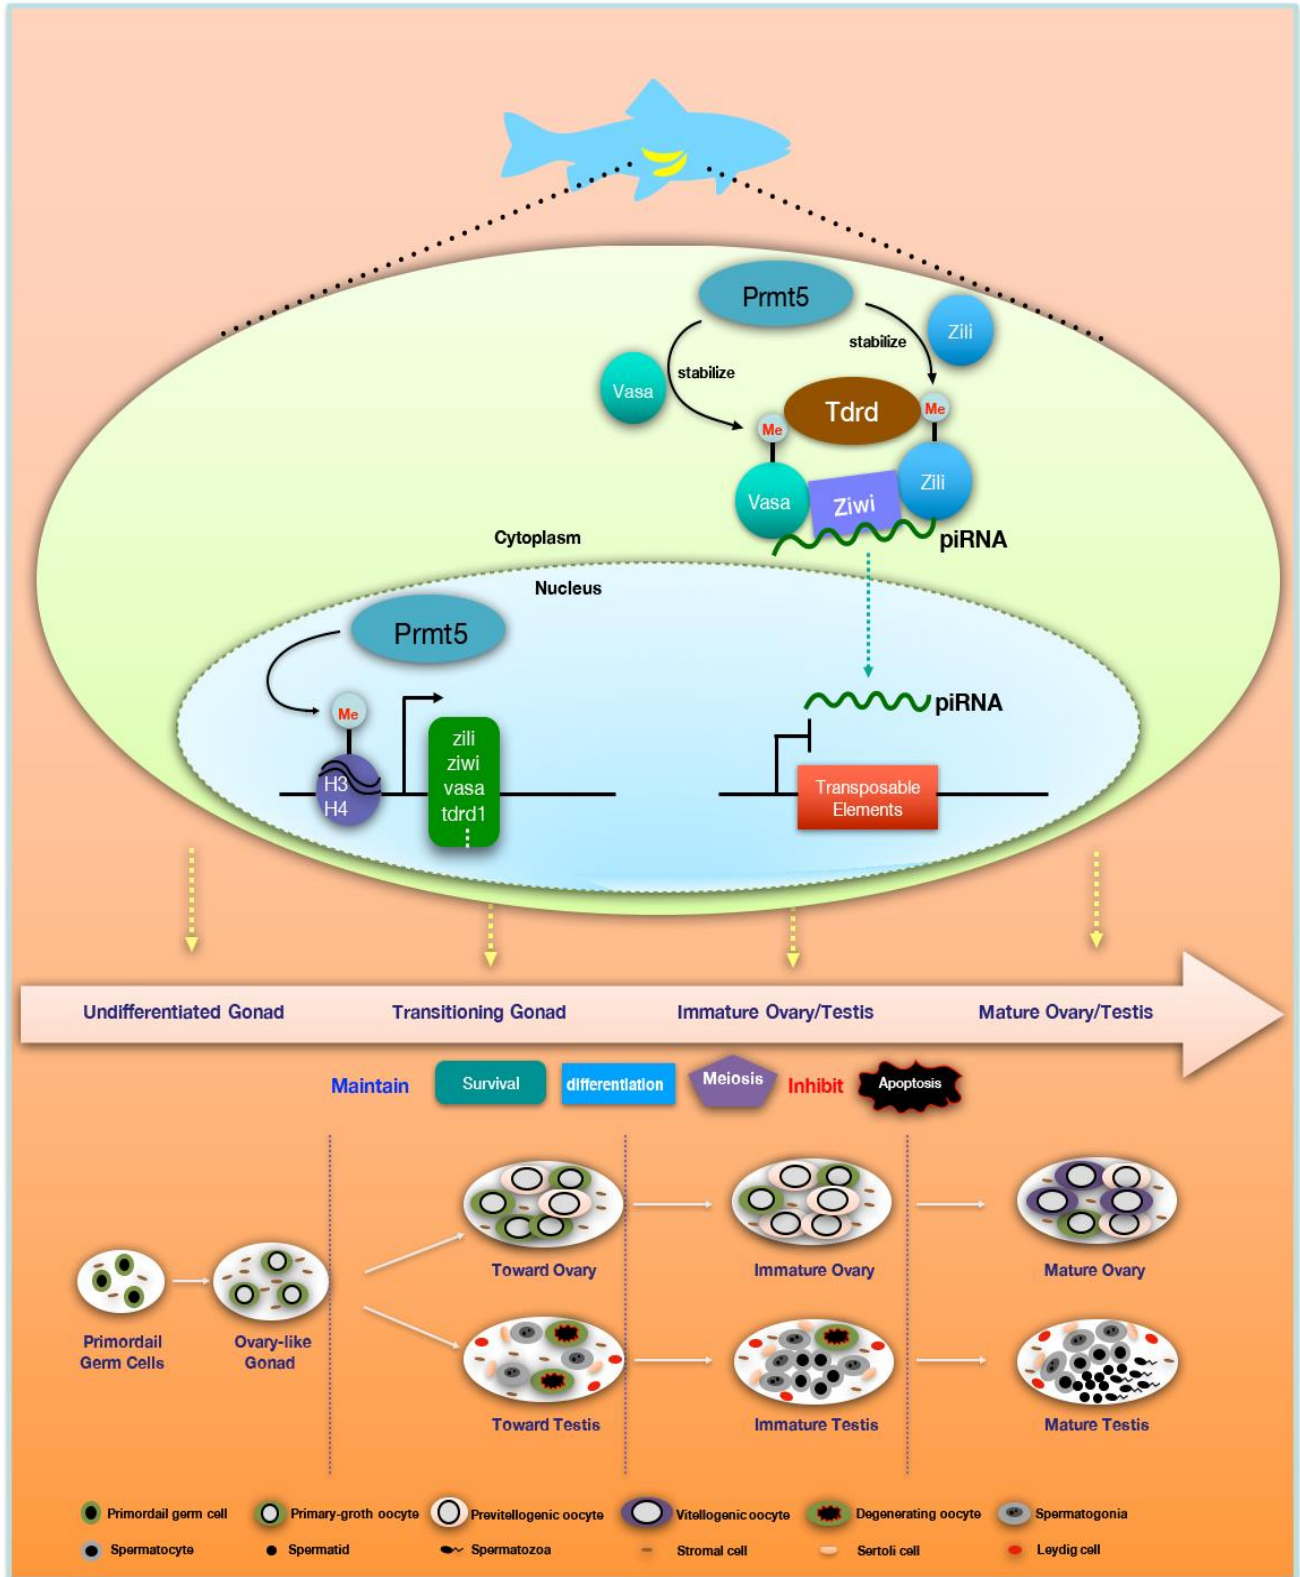 Prmt5
Zili
stabilize
stabilize
Vasa
Tdrd
Me
Me
Zili
Vasa
Ziwi
piRNA
Cytoplasm
Nucleus
Prmt5
Me
piRNA
zili
ziwi
vasa
tdrd1
H3
H4
Transposable
Elements
Undifferentiated Gonad
Transitioning Gonad
Immature Ovary/Testis
Mature Ovary/Testis
Maintain
Survival
differentiation
Meiosis
Inhibit
Apoptosis
Toward Ovary
Immature Ovary
Mature Ovary
Primordail
Germ Cells
Ovary-like
Gonad
Toward Testis
Immature Testis
Mature Testis
Primordail germ cell
Primary-groth oocyte
Previtellogenic oocyte
Vitellogenic oocyte
Degenerating oocyte
Spermatogonia
Spermatocyte
Spermatid
Spermatozoa
Stromal cell
Sertoli cell
Leydig cell